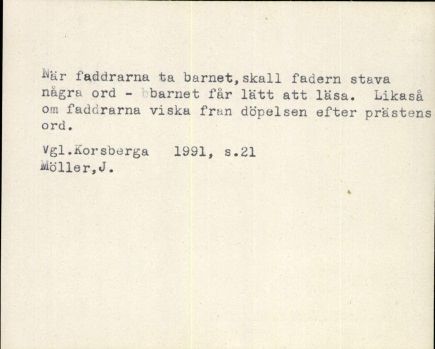 När faddrarna ta barnet,skall fadern stava
några ord - barnet får lätt att läsa.  Likaså
om faddrarna viska fran döpelsen efter prästens
ord.
Vgl.Korsberga   1991, s.21
Möller,J.